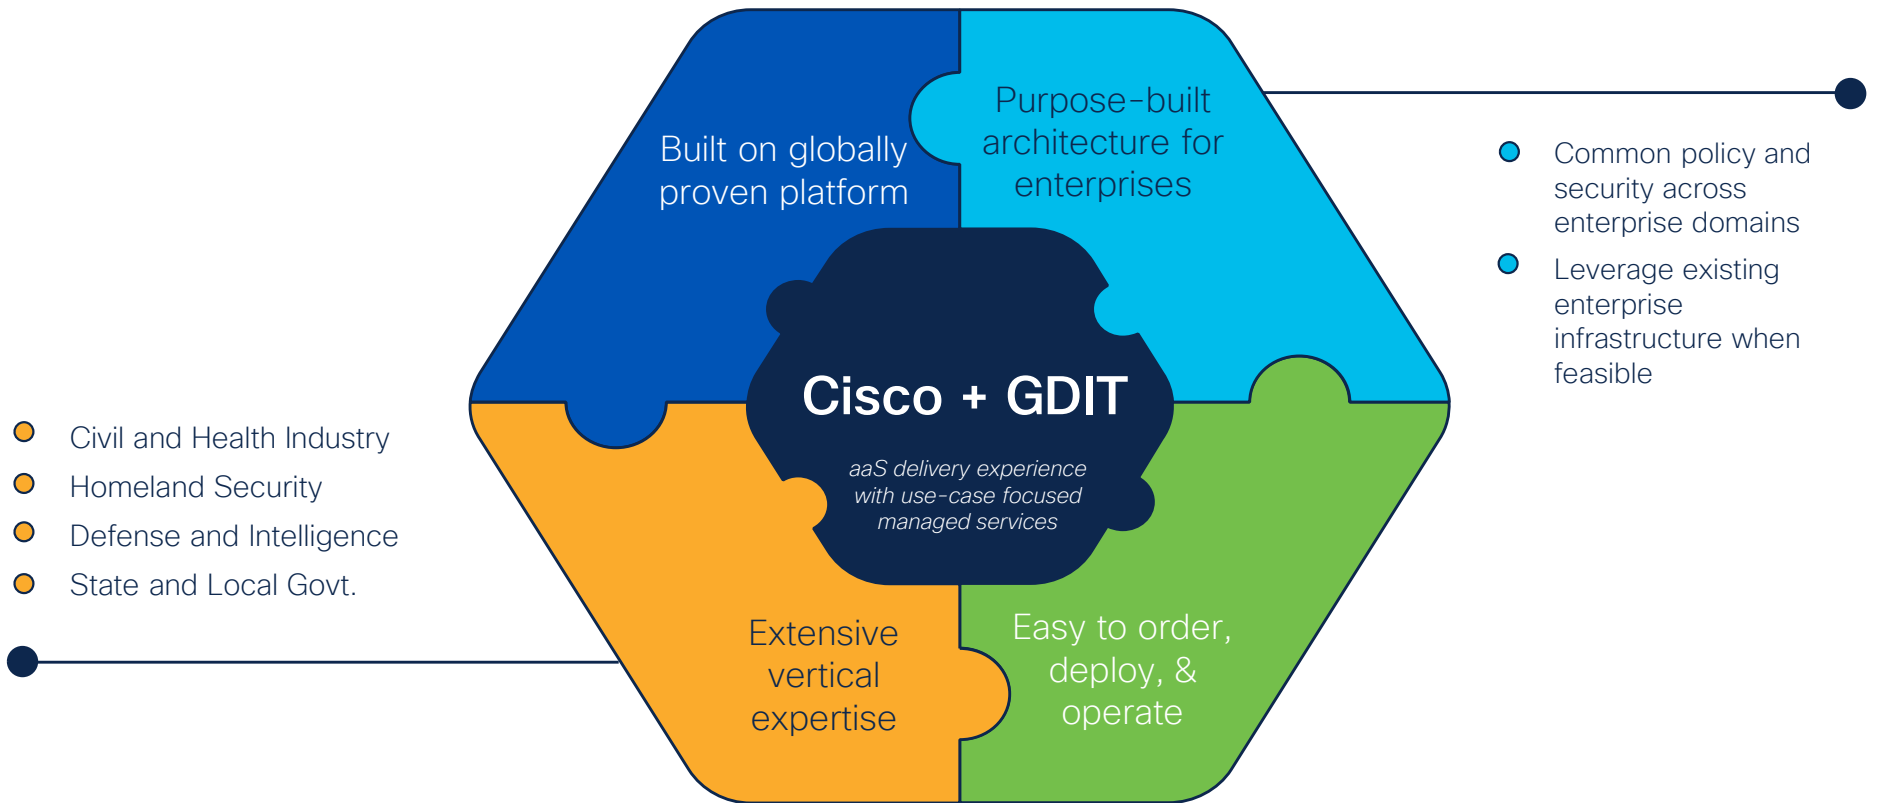 Built on globally
proven platform
Purpose-built
architecture for
enterprises
Common policy and
security across
enterprise domains
Leverage existing
enterprise
infrastructure when
feasible
Cisco + GDIT
aaS delivery experience
with use-case focused
managed services
Civil and Health Industry
Homeland Security
Defense and Intelligence
State and Local Govt.
Extensive
vertical
expertise
Easy to order,
deploy, &
operate